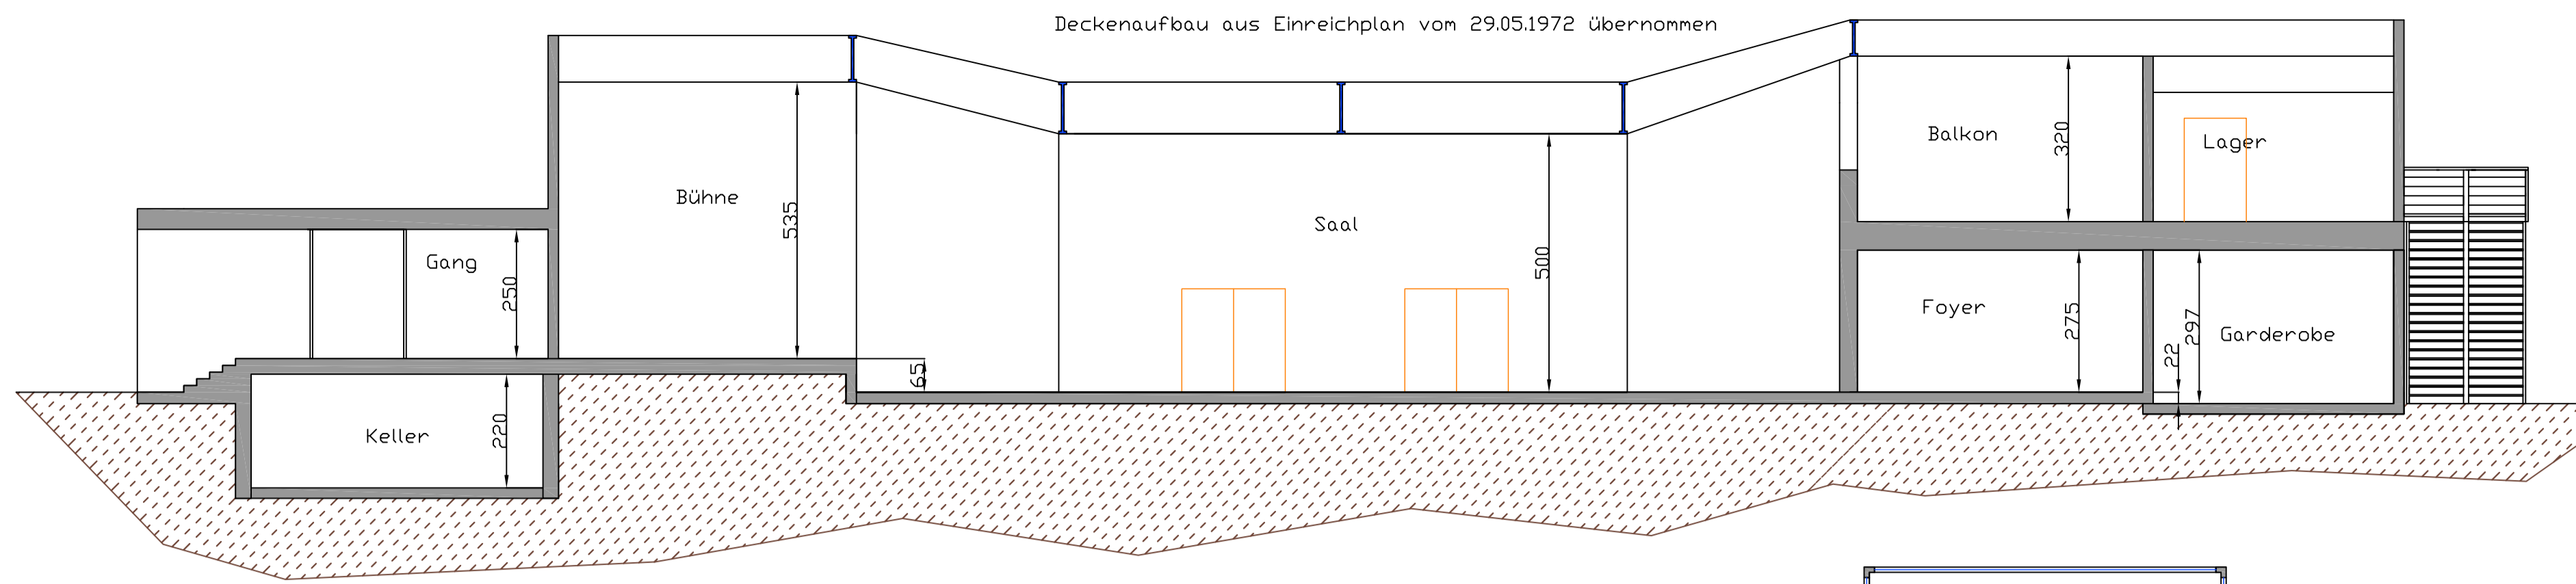 Deckenaufbau aus Einreichplan vom 29.05.1972 übernommen
Balkon
320
Lager
Bühne
535
Saal
500
Gang
250
Foyer
275
22
297
Garderobe
65
Keller
220